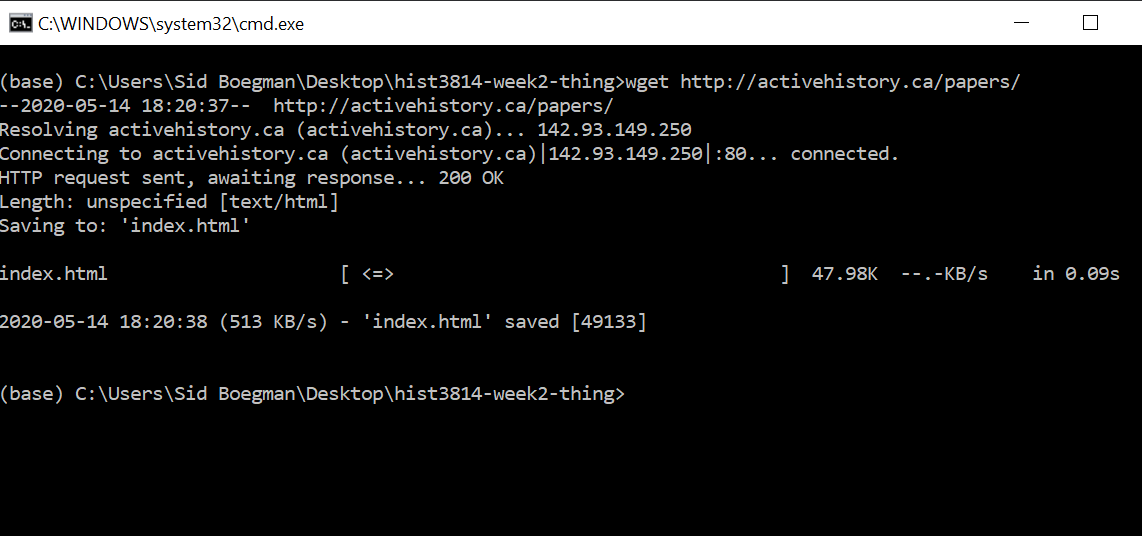 C:\WINDOWS\system32\cmd.exe
(base) C:\Users\Sid Boegman\Desktop\hist3814-week2-thing>wget http://activehistory.ca/papers/
--2020-05-14 18:20:37--  http://activehistory.ca/papers/
Resolving activehistory.ca (activehistory.ca)... 142.93.149.250
Connecting to activehistory.ca (activehistory.ca)|142.93.149.250|:80... connected.
HTTP request sent, awaiting response... 200 OK
Length: unspecified [text/html]
Saving to: 'index.html'
index.html                     [ <=>                                   ]  47.98K  --.-KB/s    in 0.09s
2020-05-14 18:20:38 (513 KB/s) - 'index.html' saved [49133]
(base) C:\Users\Sid Boegman\Desktop\hist3814-week2-thing>